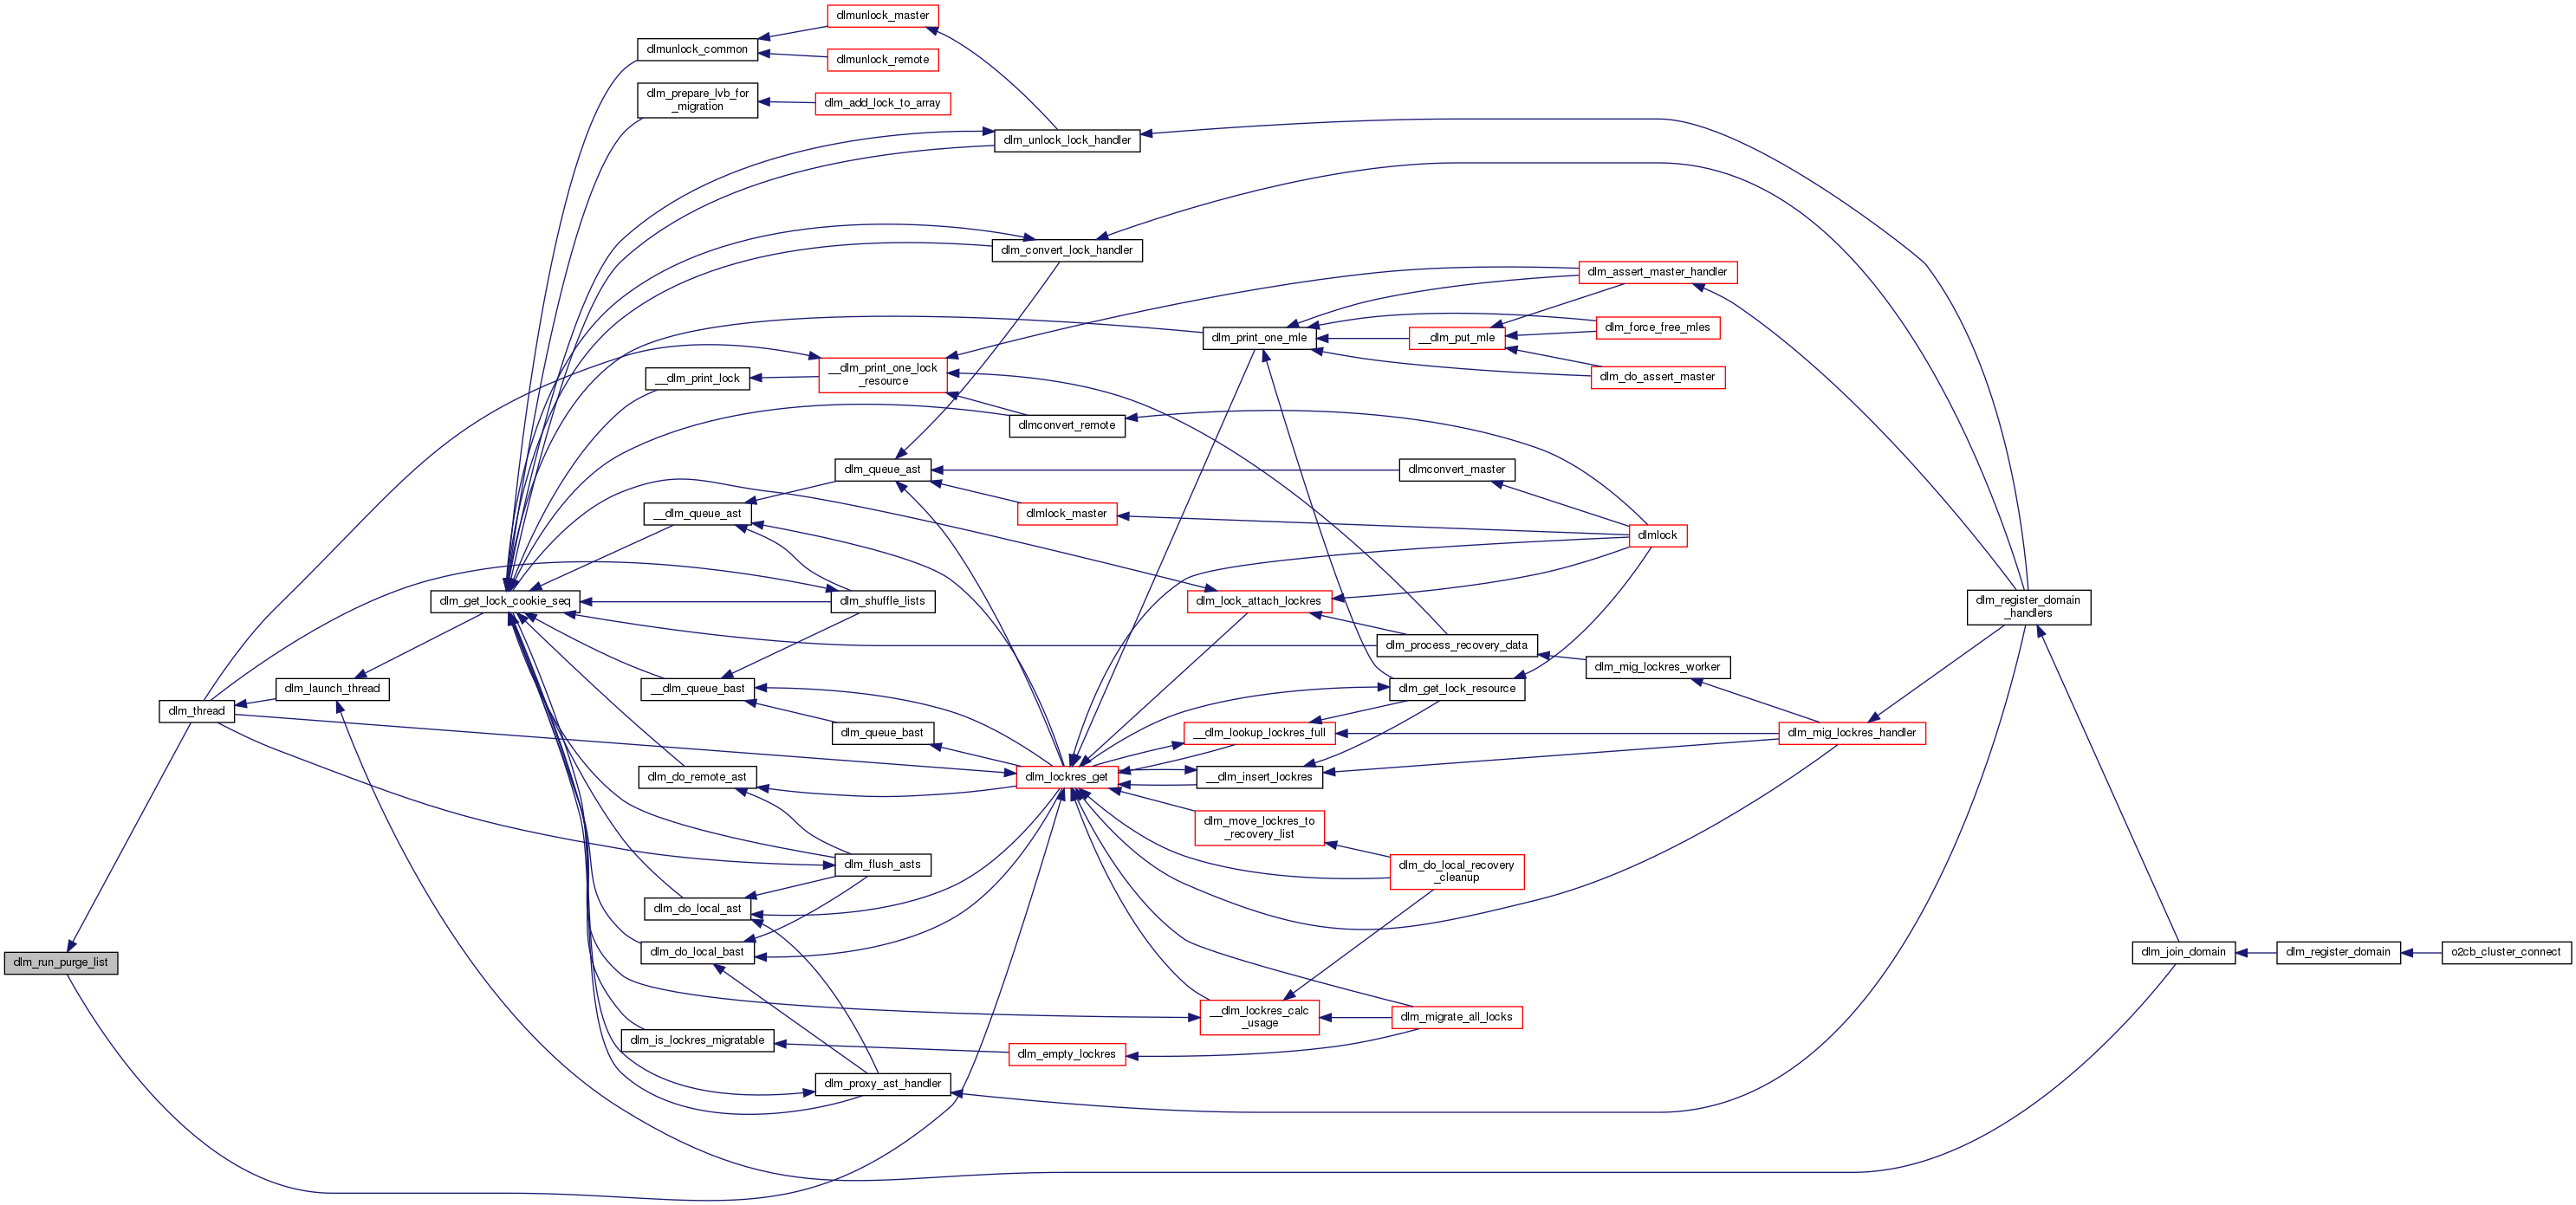 dlmunlock_master
dlmunlock_common
dlmunlock_remote
dlm_prepare_lvb_for
_migration
dlm_add_lock_to_array
dlm_unlock_lock_handler
dlm_convert_lock_handler
dlm_assert_master_handler
dlm_print_one_mle
__dlm_put_mle
dlm_force_free_mles
__dlm_print_one_lock
_resource
__dlm_print_lock
dlm_do_assert_master
dlmconvert_remote
dlm_queue_ast
dlmconvert_master
__dlm_queue_ast
dlmlock_master
dlmlock
dlm_get_lock_cookie_seq
dlm_shuffle_lists
dlm_lock_attach_lockres
dlm_register_domain
_handlers
dlm_process_recovery_data
dlm_mig_lockres_worker
dlm_launch_thread
__dlm_queue_bast
dlm_get_lock_resource
dlm_thread
dlm_queue_bast
__dlm_lookup_lockres_full
dlm_mig_lockres_handler
dlm_do_remote_ast
dlm_lockres_get
__dlm_insert_lockres
dlm_move_lockres_to
_recovery_list
dlm_flush_asts
dlm_do_local_recovery
_cleanup
dlm_do_local_ast
dlm_run_purge_list
dlm_do_local_bast
dlm_join_domain
dlm_register_domain
o2cb_cluster_connect
__dlm_lockres_calc
_usage
dlm_migrate_all_locks
dlm_is_lockres_migratable
dlm_empty_lockres
dlm_proxy_ast_handler